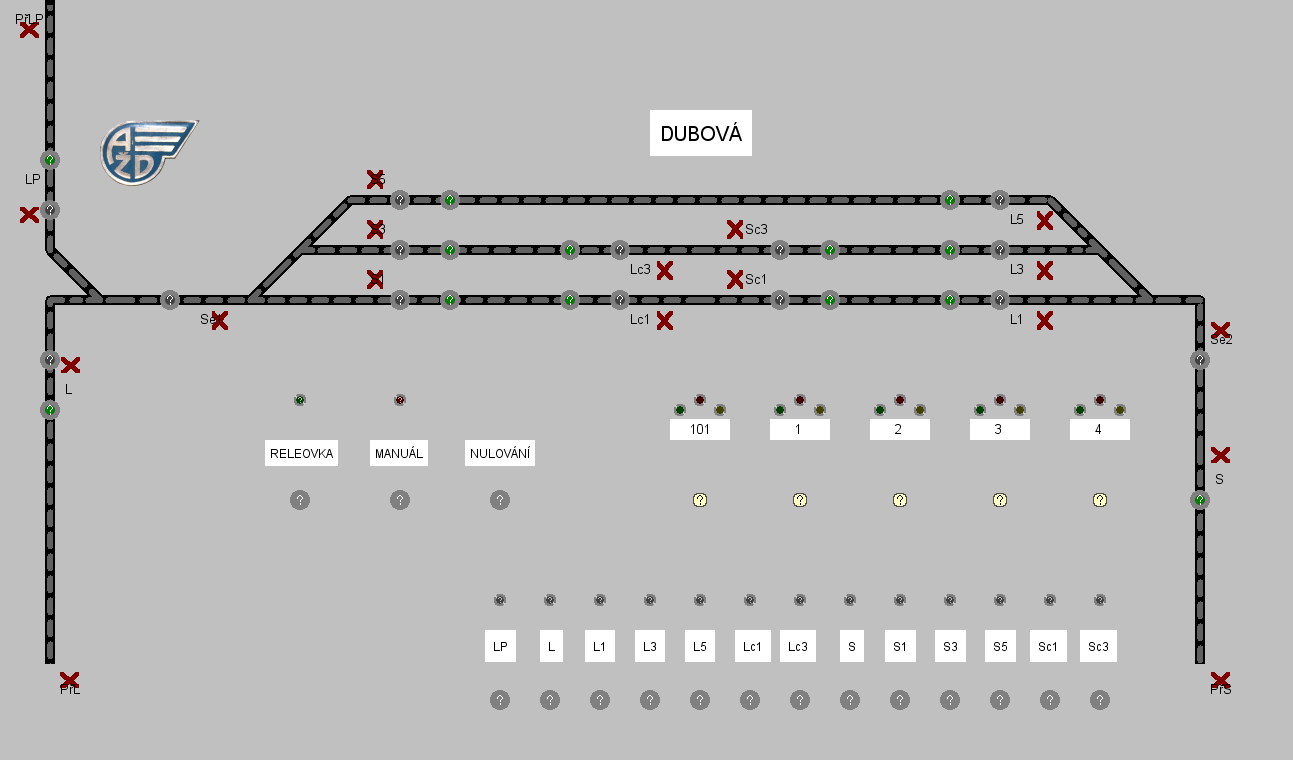 PřLP
AŽD
DUBOVÁ
LP
S5
S3
Sc3
L5
Lc3
L3
S1
Sc1
Se1
Lc1
L1
Se2
L
101 1 2 3 4
RELEOVKA MANUÁL NULOVÁNÍ
S
LP L L1 L3 L5 Lc1 Lc3 S S1 S3 S5 Sc1 Sc3
PřL
PřS